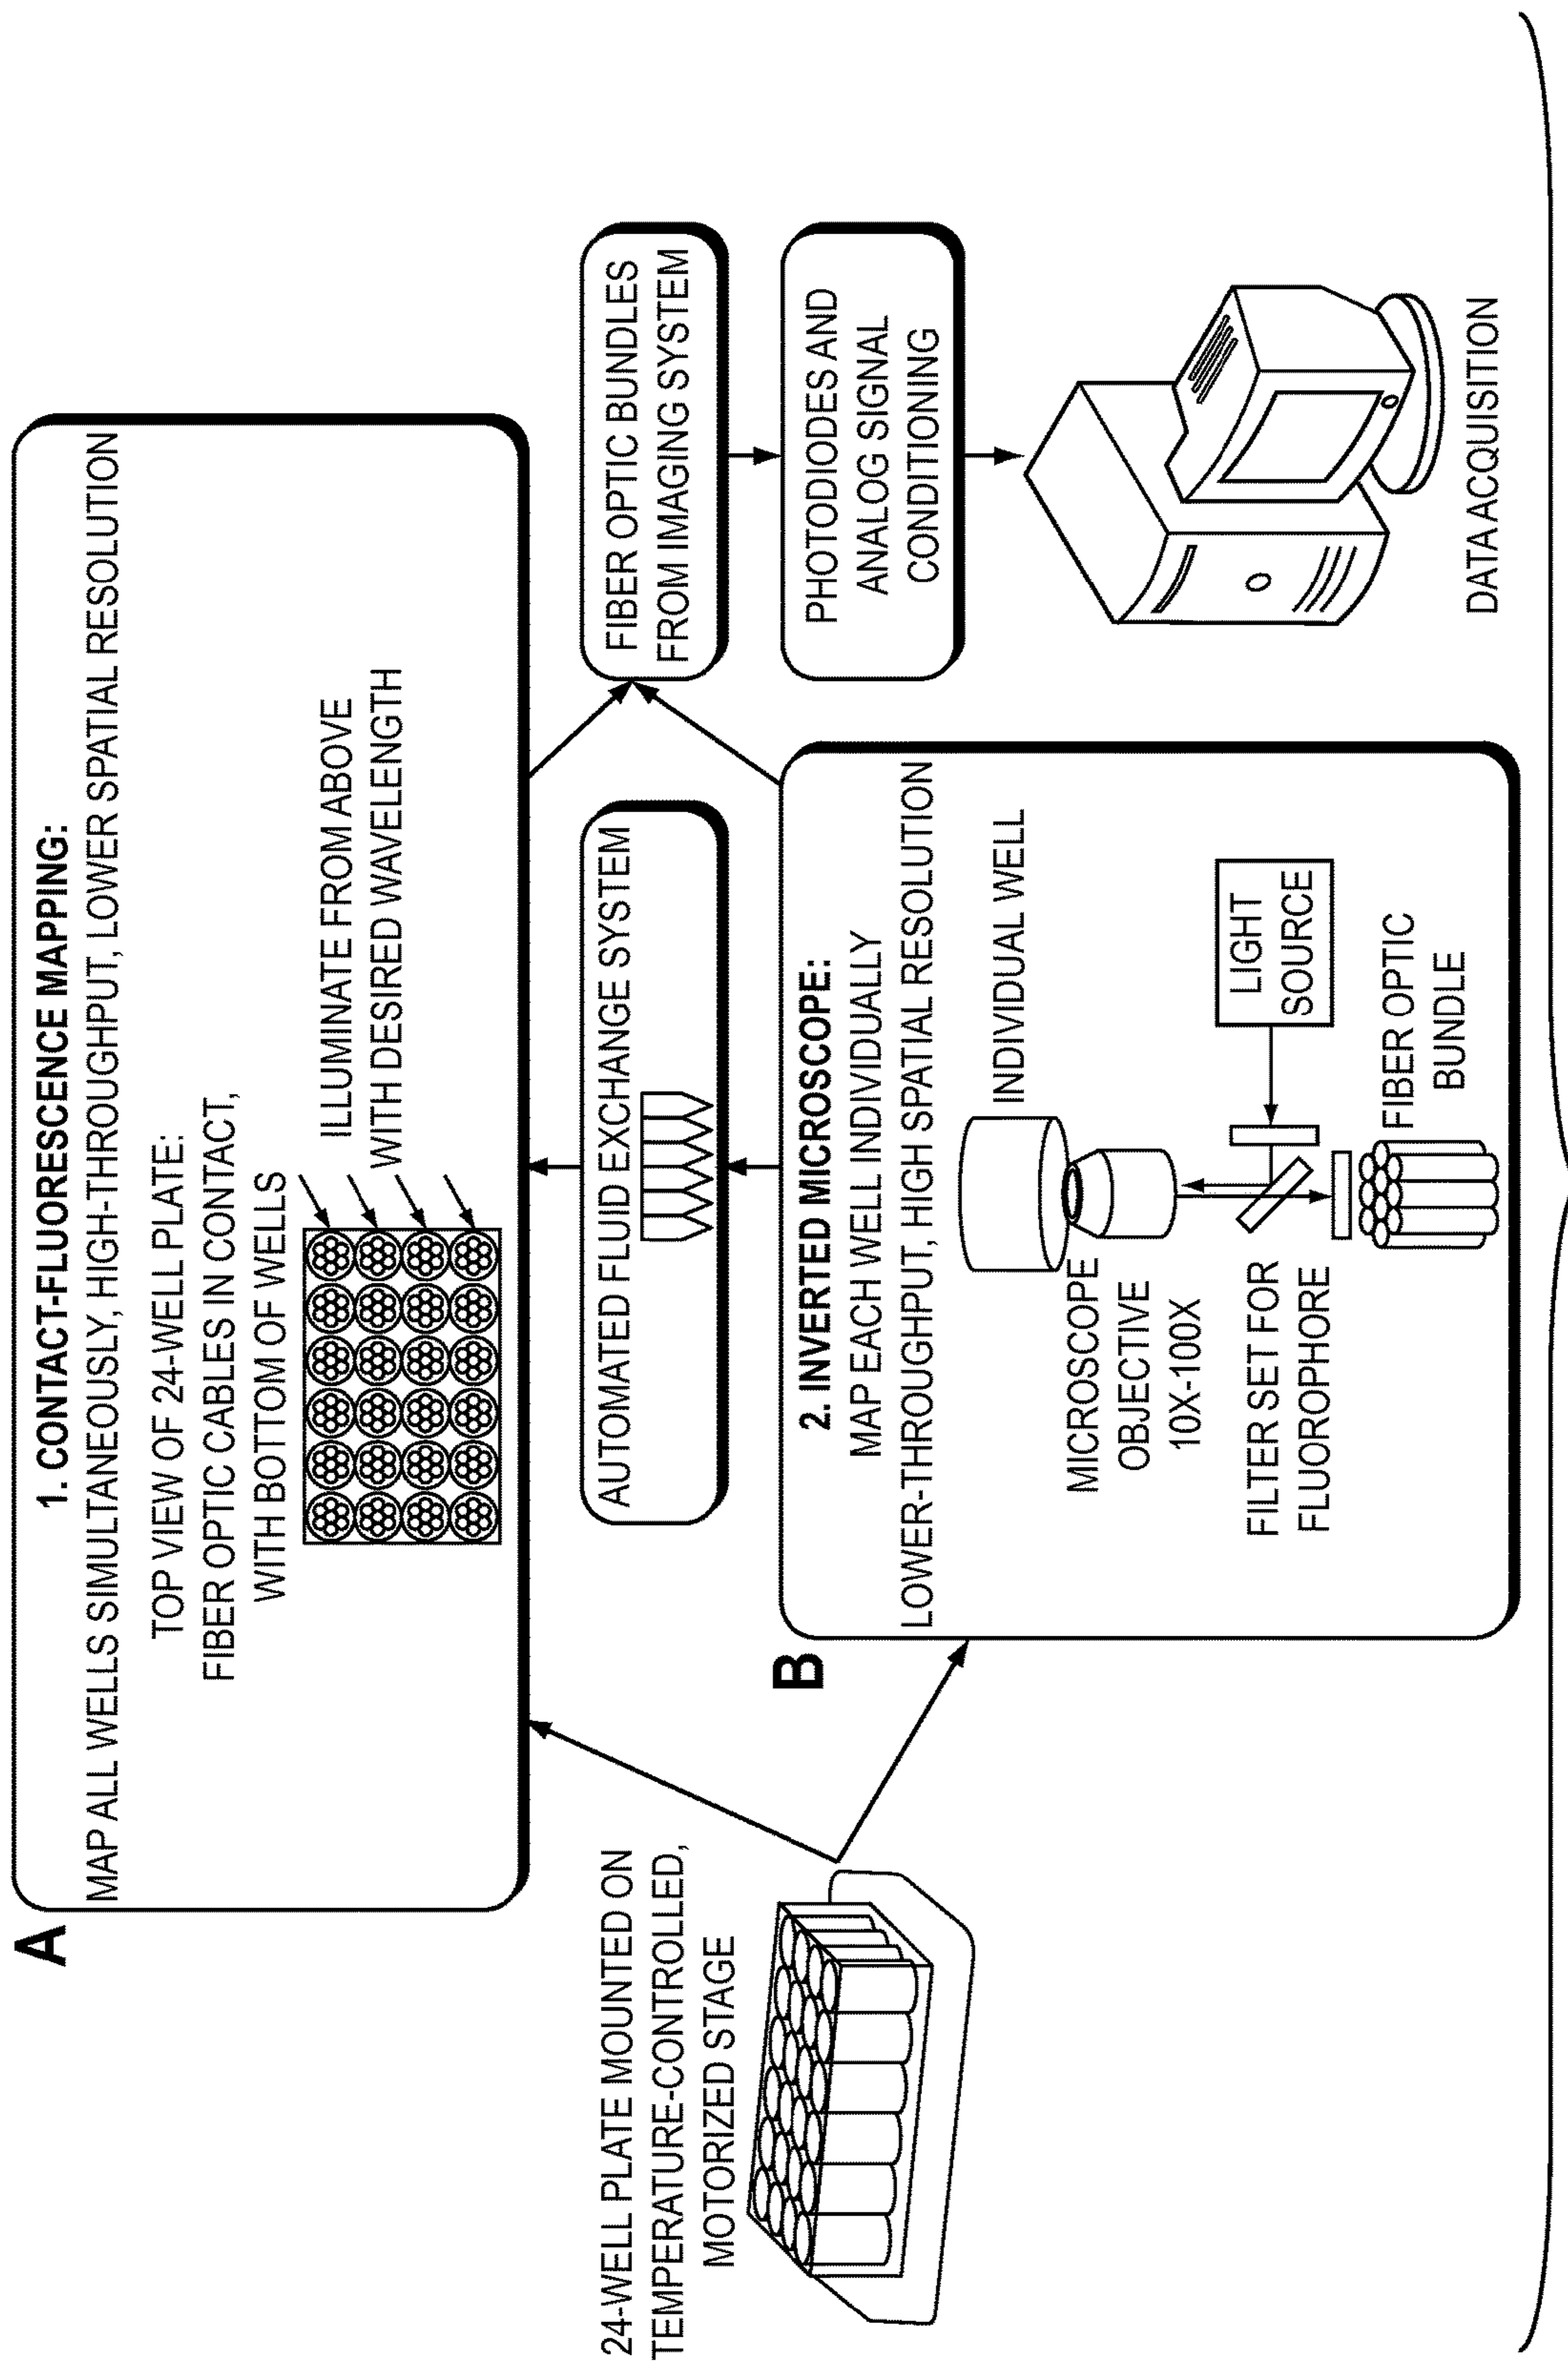 A
1. CONTACT-FLUORESCENCE MAPPING:
MAP ALL WELLS SIMULTANEOUSLY, HIGH-THROUGHPUT, LOWER SPATIAL RESOLUTION
TOP VIEW OF 24-WELL PLATE:
FIBER OPTIC CABLES IN CONTACT,
WITH BOTTOM OF WELLS
ILLUMINATE FROM ABOVE
WITH DESIRED WAVELENGTH
24-WELL PLATE MOUNTED ON
TEMPERATURE-CONTROLLED,
MOTORIZED STAGE
AUTOMATED FLUID EXCHANGE SYSTEM
FIBER OPTIC BUNDLES
FROM IMAGING SYSTEM
B
2. INVERTED MICROSCOPE:
MAP EACH WELL INDIVIDUALLY
LOWER-THROUGHPUT, HIGH SPATIAL RESOLUTION
INDIVIDUAL WELL
MICROSCOPE
OBJECTIVE
10X-100X
LIGHT
SOURCE
FILTER SET FOR
FLUOROPHORE
FIBER OPTIC
BUNDLE
PHOTODIODES AND
ANALOG SIGNAL
CONDITIONING
DATA ACQUISITION